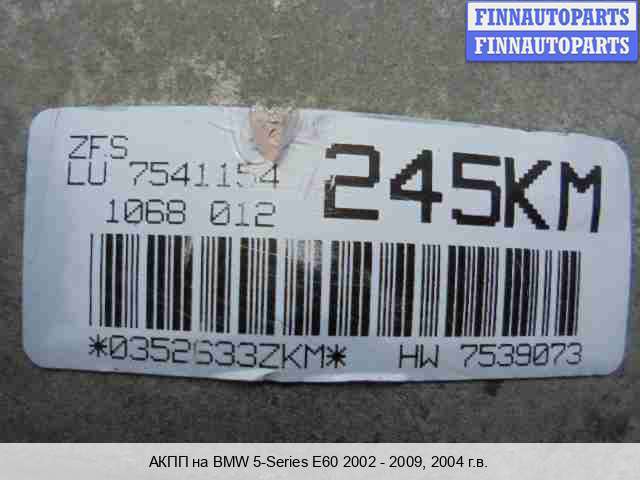 FINNAUTOPARTS
FINNAUTOPARTS
ZFS
LU 7541154
245KM
1068 012
*0352633ZKM* HW 7539073
АКПП на BMW 5-Series E60 2002 - 2009, 2004 г.в.